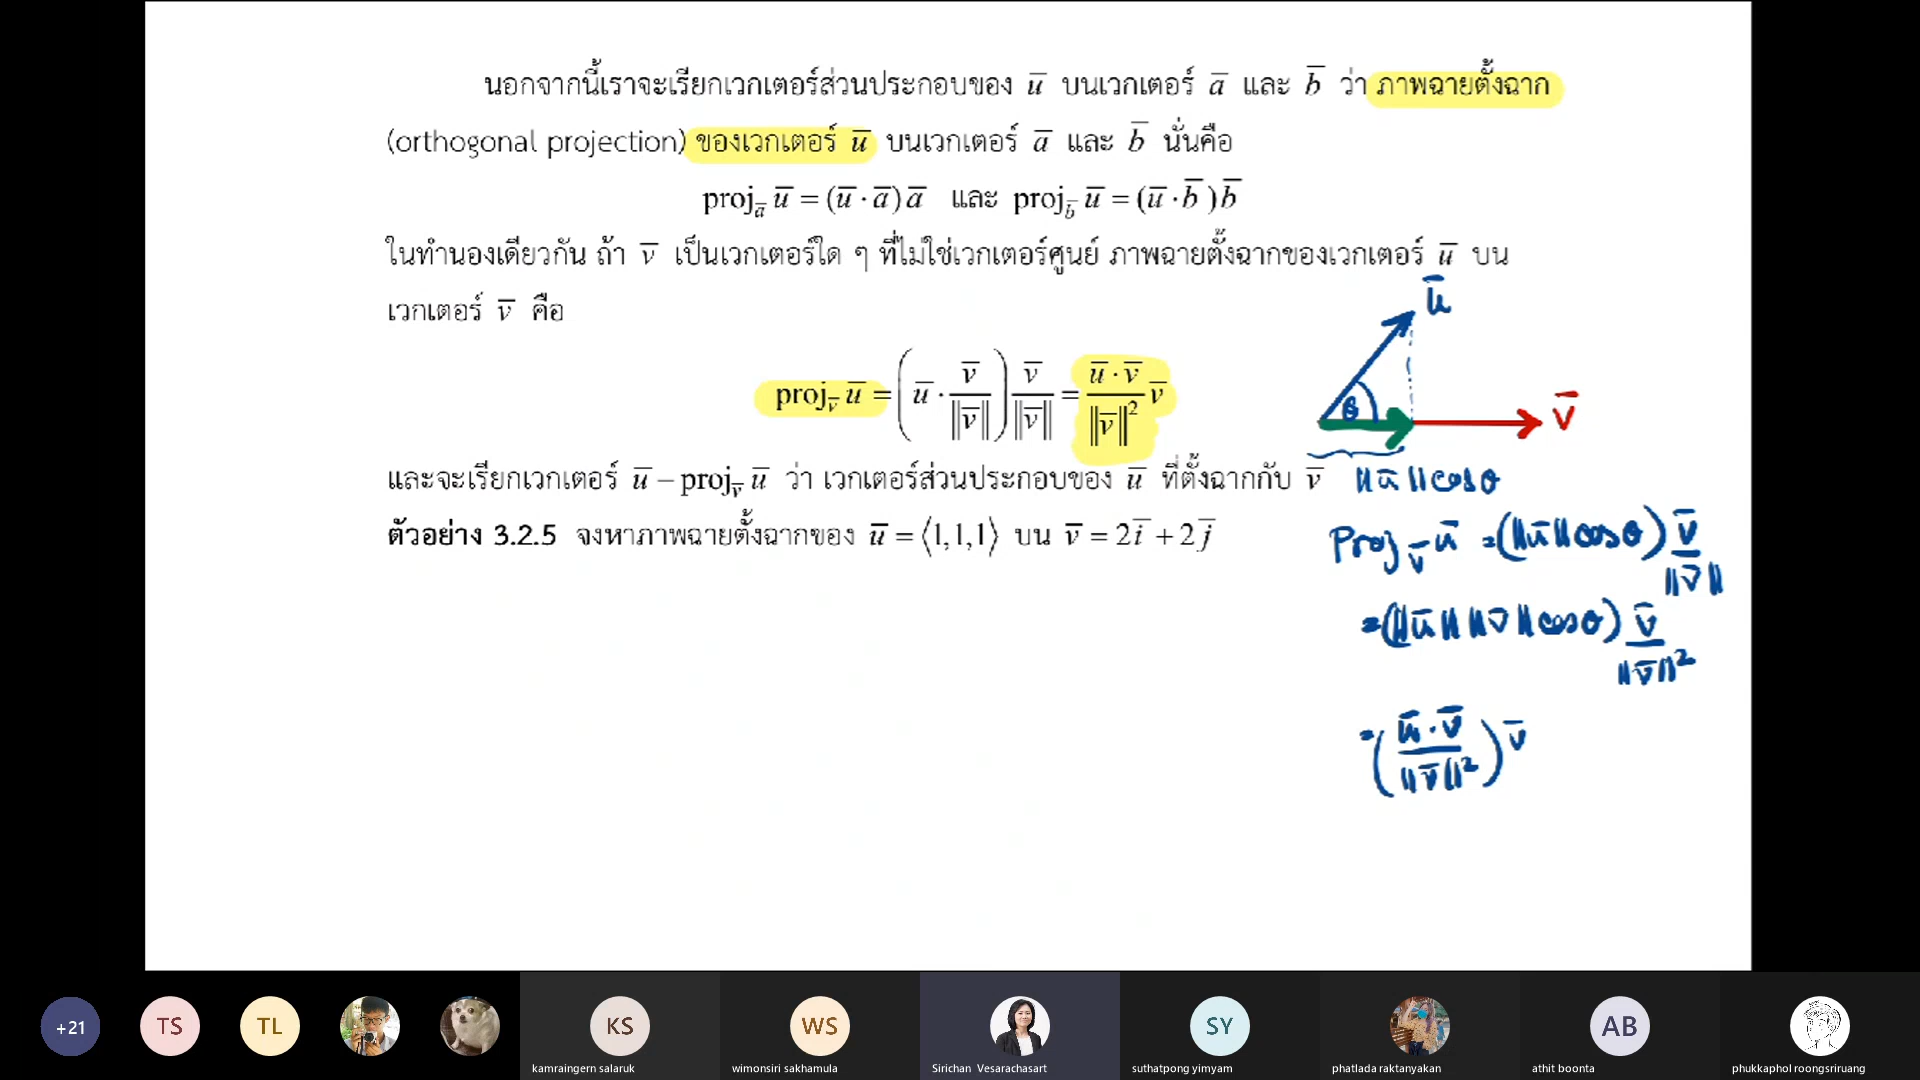 นอกจากนี้เราจะเรียกเวกเตอร์ส่วนประกอบของ u̅ บนเวกเตอร์ a̅ และ b̅ ว่า ภาพฉายตั้งฉาก
(orthogonal projection) ของเวกเตอร์ u̅ บนเวกเตอร์ a̅ และ b̅ นั่นคือ
proj_a̅ u̅ = (u̅ · a̅) a̅ และ proj_b̅ u̅ = (u̅ · b̅) b̅
ในทำนองเดียวกัน ถ้า v̅ เป็นเวกเตอร์ใด ๆ ที่ไม่ใช่เวกเตอร์ศูนย์ ภาพฉายตั้งฉากของเวกเตอร์ u̅ บน
เวกเตอร์ v̅ คือ
proj_v̅ u̅ = (u̅ · v̅/‖v̅‖) v̅/‖v̅‖ = (u̅ · v̅)/‖v̅‖² v̅
และจะเรียกเวกเตอร์ u̅ − proj_v̅ u̅ ว่า เวกเตอร์ส่วนประกอบของ u̅ ที่ตั้งฉากกับ v̅
ตัวอย่าง 3.2.5 จงหาภาพฉายตั้งฉากของ u̅ = ⟨1,1,1⟩ บน v̅ = 2i̅ + 2j̅
u̅
θ
v̅
‖u̅‖cosθ
Proj_v̅ u̅ = (‖u̅‖cosθ) v̅/‖v̅‖
= (‖u̅‖‖v̅‖cosθ) v̅/‖v̅‖²
= (u̅ · v̅/‖v̅‖²) v̅
+21
TS
TL
KS
WS
SY
AB
kamraingern salaruk
wimonsiri sakhamula
Sirichan Vesarachasart
suthatpong yimyam
phatlada raktanyakan
athit boonta
phukkaphol roongsriruang